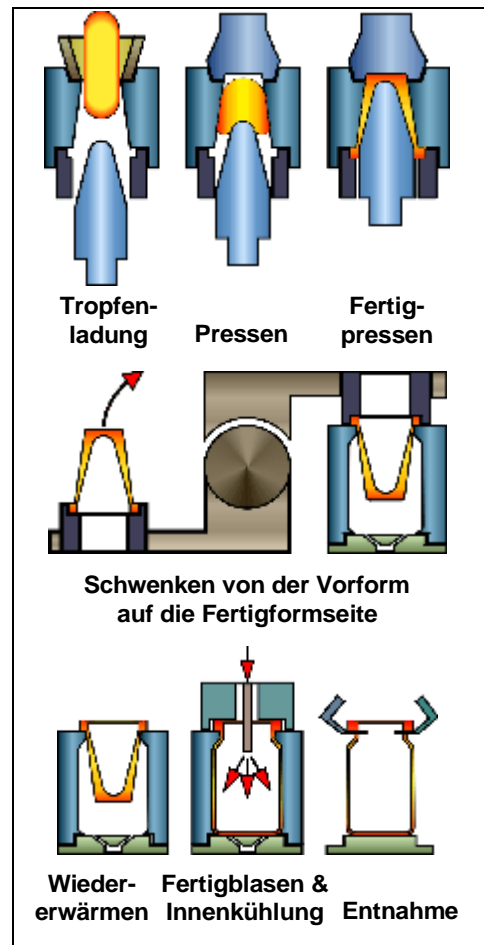 Tropfen-
ladung
Pressen
Fertig-
pressen
Schwenken von der Vorform
auf die Fertigformseite
Wieder-
erwärmen
Fertigblasen &
Innenkühlung
Entnahme